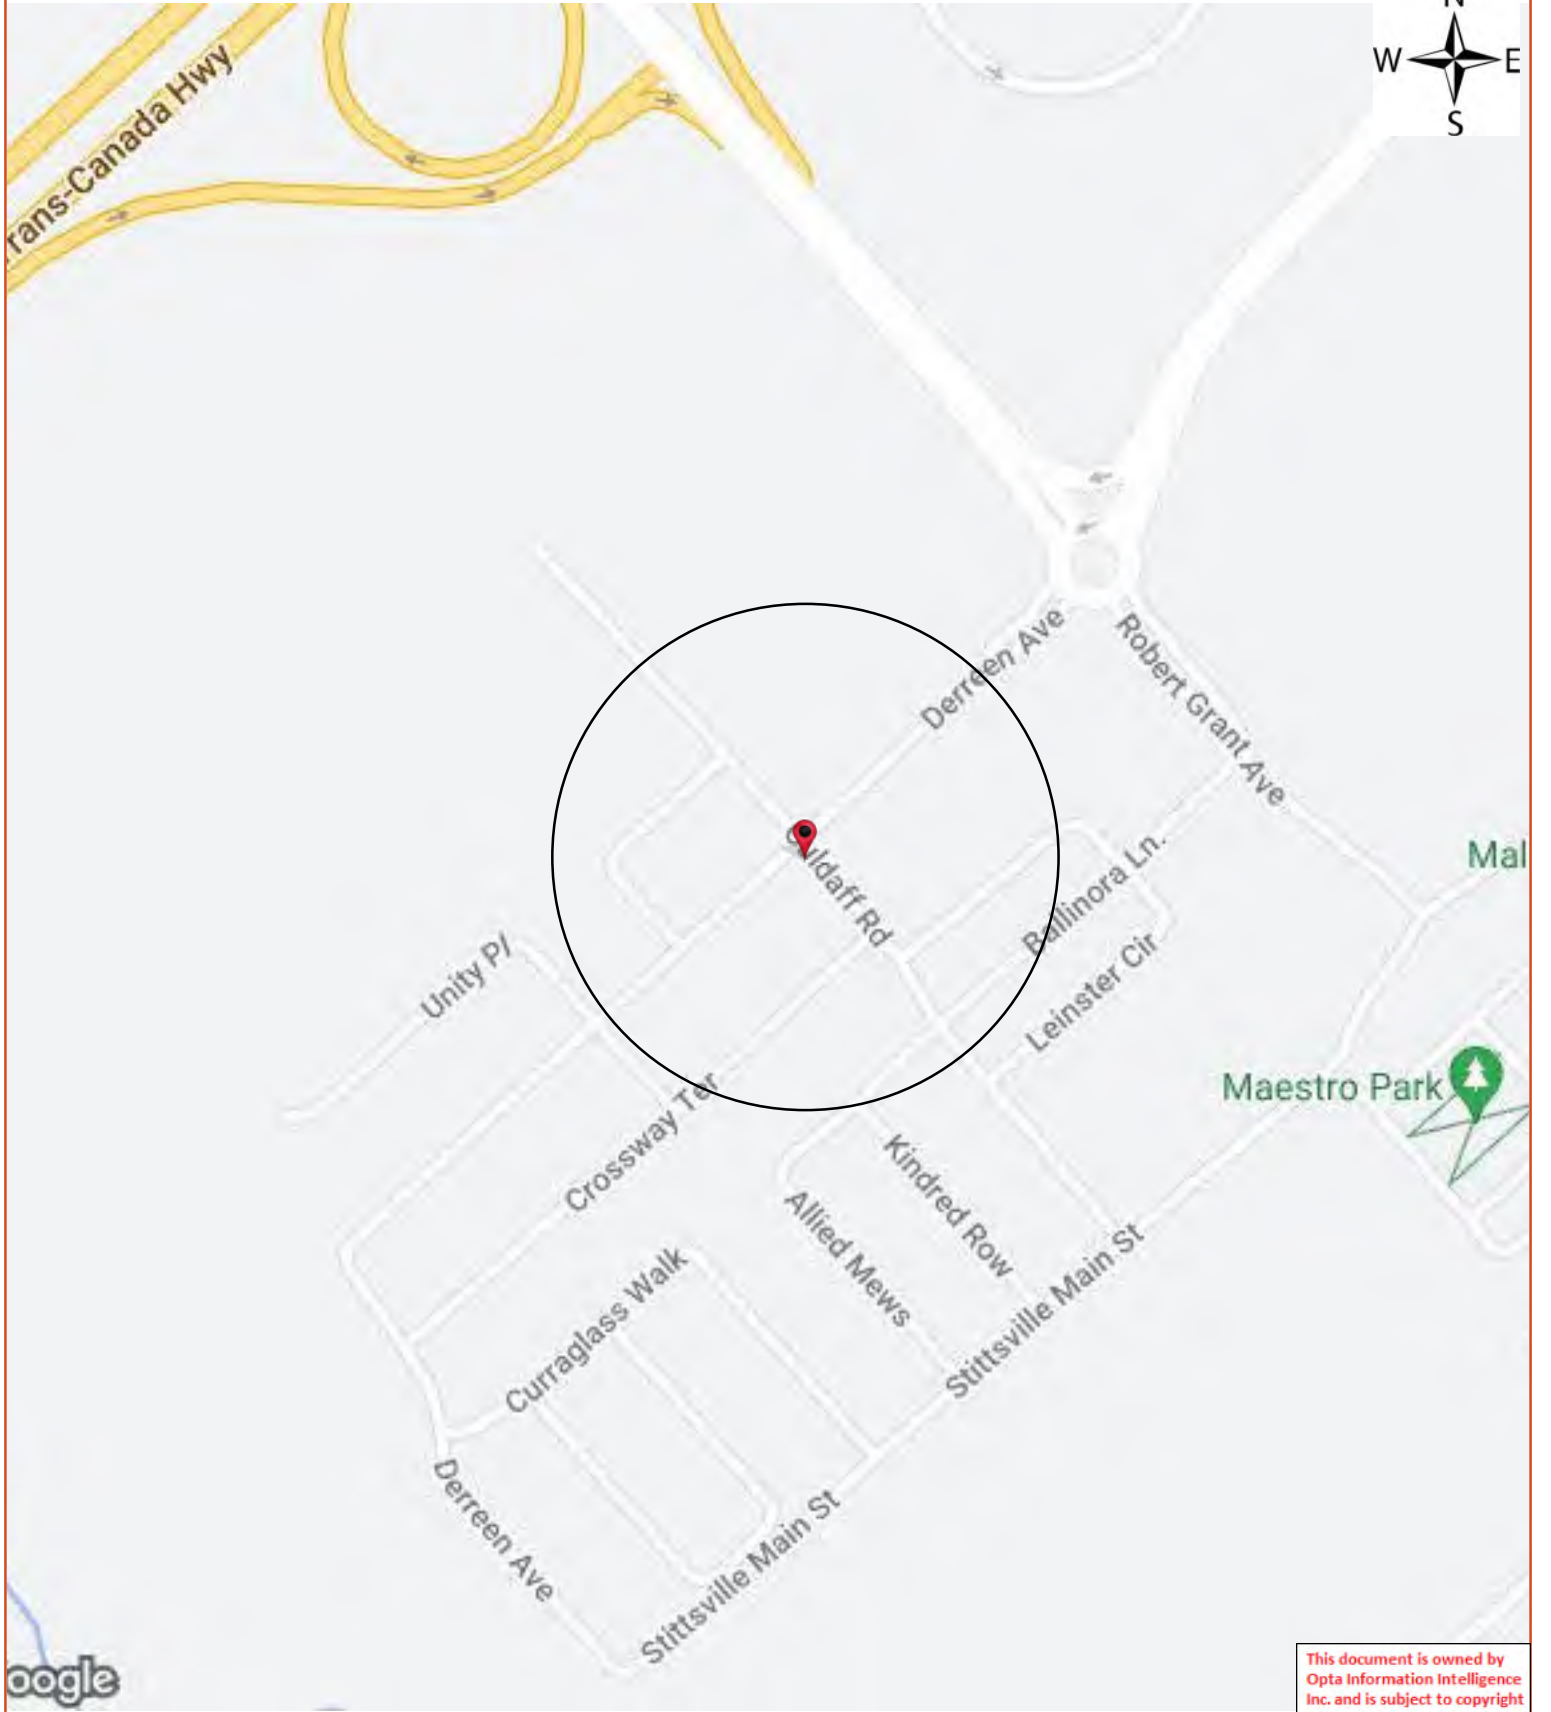 N
W
E
S
rans-Canada Hwy
Derreen Ave
Robert Grant Ave
Culdaff Rd
Mal
Ballinora Ln.
Unity Pl
Leinster Cir
Maestro Park
Crossway Ter
Kindred Row
Allied Mews
Stittsville Main St
Curraglass Walk
Derreen Ave
Stittsville Main St
oogle
This document is owned by
Opta Information Intelligence
Inc. and is subject to copyright